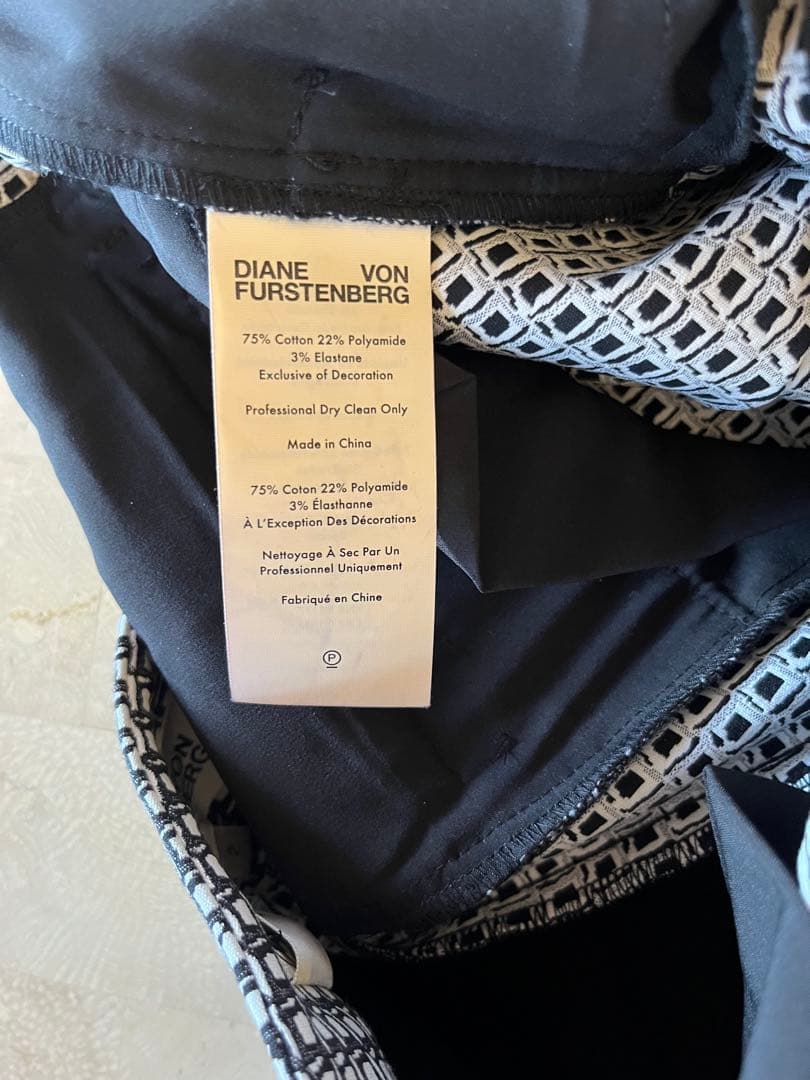 DIANE VON
FURSTENBERG
75% Cotton 22% Polyamide
3% Elastane
Exclusive of Decoration
Professional Dry Clean Only
Made in China
75% Coton 22% Polyamide
3% Élasthanne
À L'Exception Des Décorations
Nettoyage À Sec Par Un
Professionnel Uniquement
Fabriqué en Chine
P
VON